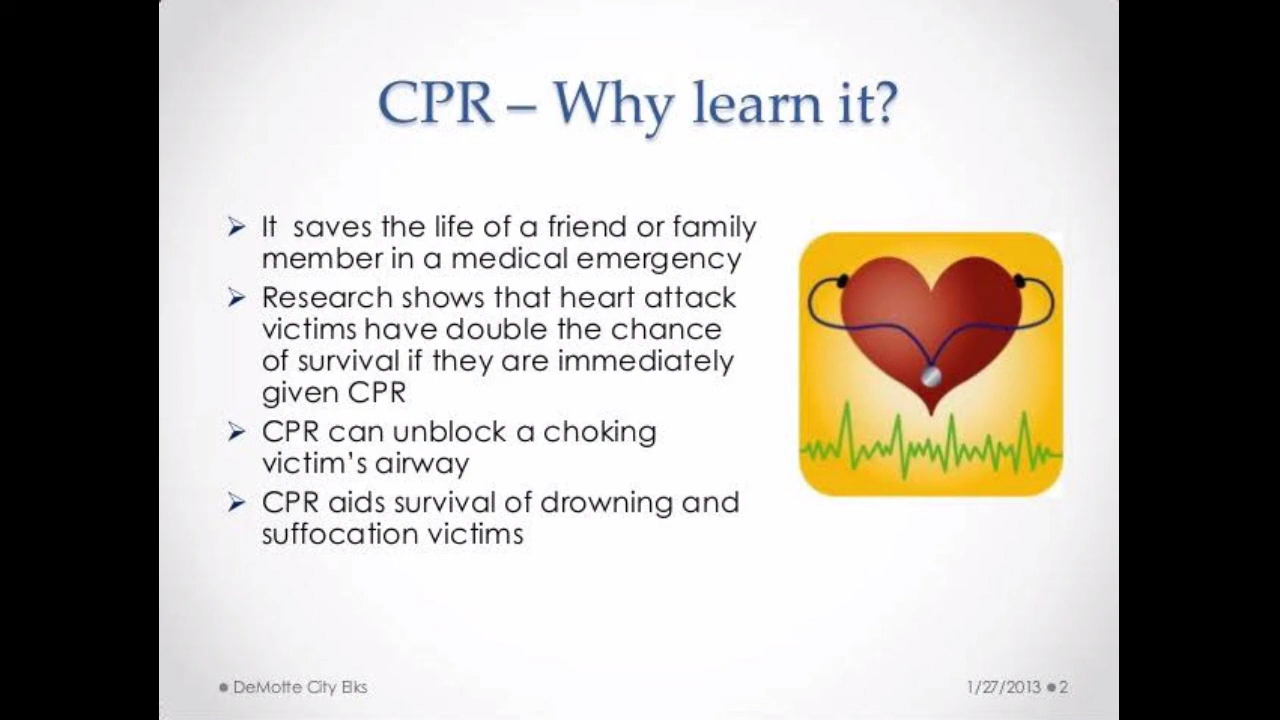 CPR – Why learn it?
It  saves the life of a friend or family
member in a medical emergency
Research shows that heart attack
victims have double the chance
of survival if they are immediately
given CPR
CPR can unblock a choking
victim’s airway
CPR aids survival of drowning and
suffocation victims
DeMotte City Elks
1/27/2013 2